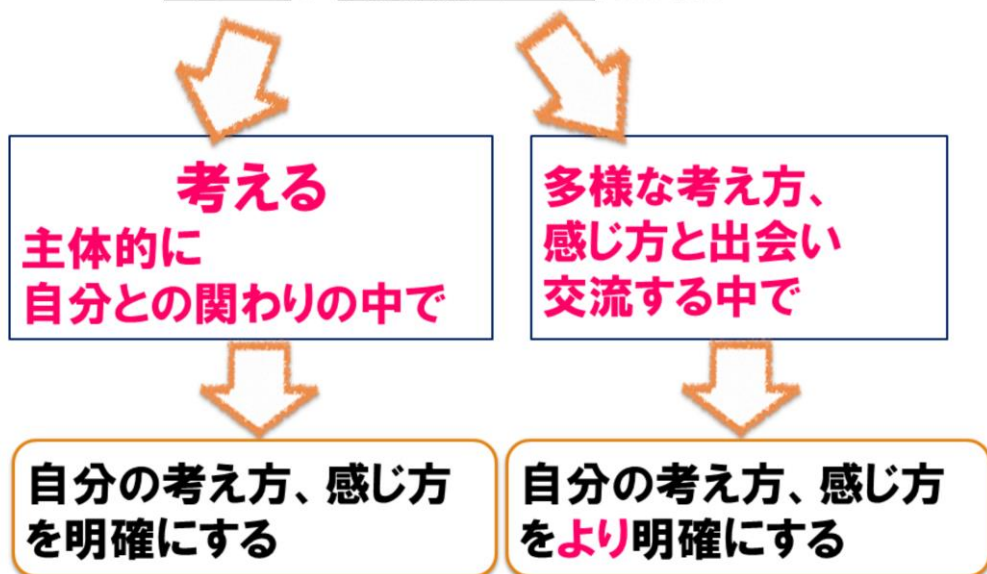 考える
主体的に
自分との関わりの中で
多様な考え方、
感じ方と出会い
交流する中で
自分の考え方、感じ方
を明確にする
自分の考え方、感じ方
をより明確にする